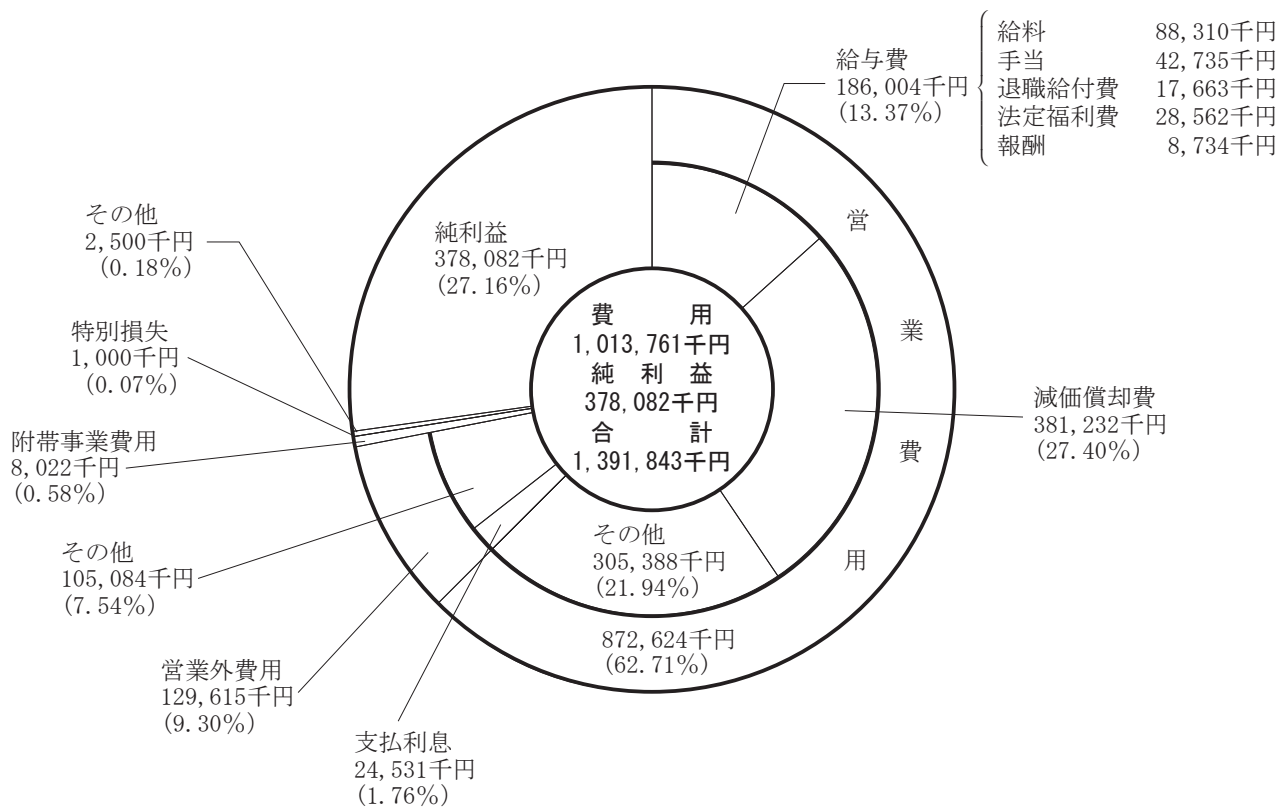 給与費
186,004千円
(13.37%)
給料 88,310千円
手当 42,735千円
退職給付費 17,663千円
法定福利費 28,562千円
報酬 8,734千円
営業費用
減価償却費
381,232千円
(27.40%)
その他
305,388千円
(21.94%)
872,624千円
(62.71%)
支払利息
24,531千円
(1.76%)
営業外費用
129,615千円
(9.30%)
その他
105,084千円
(7.54%)
附帯事業費用
8,022千円
(0.58%)
特別損失
1,000千円
(0.07%)
その他
2,500千円
(0.18%)
純利益
378,082千円
(27.16%)
費用
1,013,761千円
純利益
378,082千円
合計
1,391,843千円